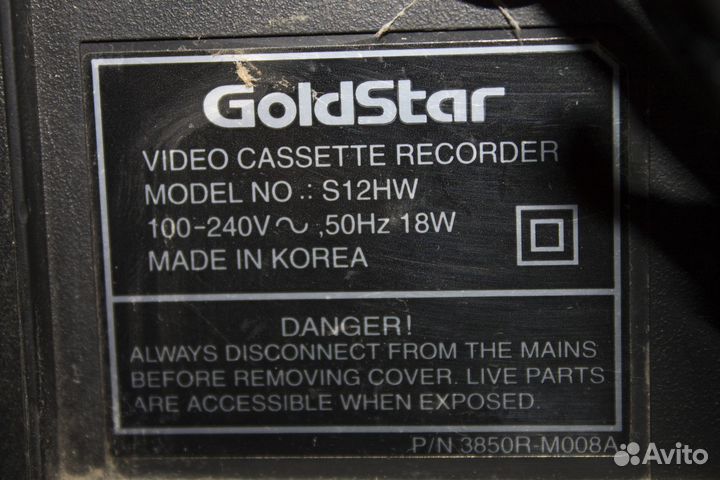 GoldStar
VIDEO CASSETTE RECORDER
MODEL NO .: S12HW
100-240V～ ,50Hz 18W
MADE IN KOREA
DANGER!
ALWAYS DISCONNECT FROM THE MAINS
BEFORE REMOVING COVER. LIVE PARTS
ARE ACCESSIBLE WHEN EXPOSED.
P/N 3850R-M008A
Avito